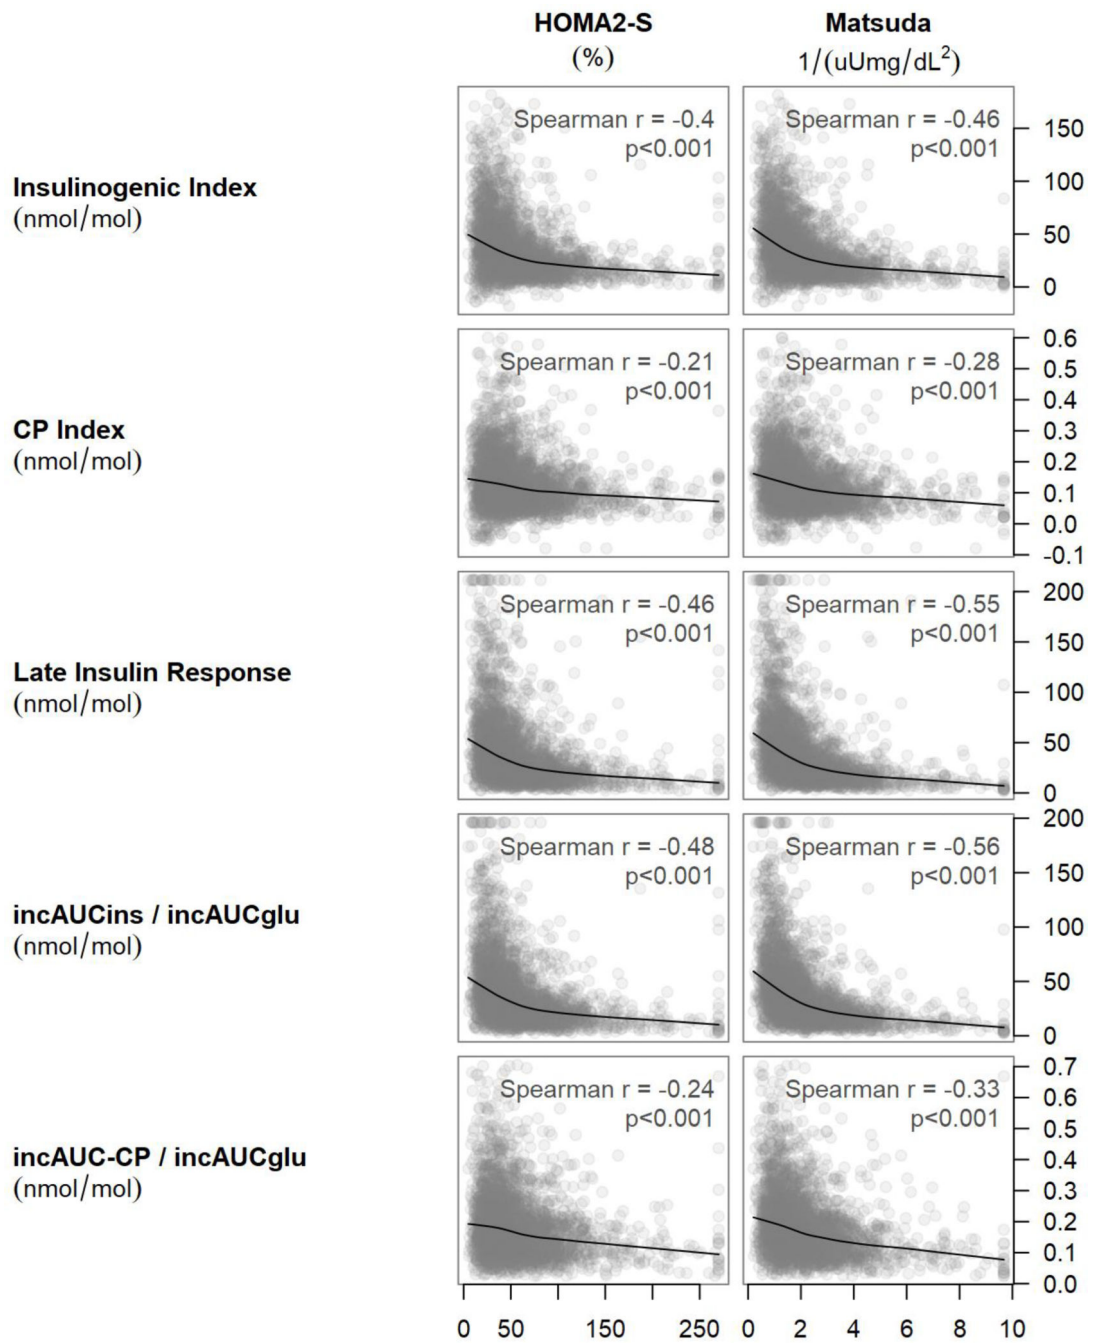 HOMA2-S
(%)
Matsuda
1/(uUmg/dL²)
Insulinogenic Index
(nmol/mol)
Spearman r = -0.4
p<0.001
Spearman r = -0.46
p<0.001
150
100
50
0
CP Index
(nmol/mol)
Spearman r = -0.21
p<0.001
Spearman r = -0.28
p<0.001
0.6
0.5
0.4
0.3
0.2
0.1
0.0
-0.1
Late Insulin Response
(nmol/mol)
Spearman r = -0.46
p<0.001
Spearman r = -0.55
p<0.001
200
150
100
50
0
incAUCins / incAUCglu
(nmol/mol)
Spearman r = -0.48
p<0.001
Spearman r = -0.56
p<0.001
200
150
100
50
0
incAUC-CP / incAUCglu
(nmol/mol)
Spearman r = -0.24
p<0.001
Spearman r = -0.33
p<0.001
0.7
0.6
0.5
0.4
0.3
0.2
0.1
0.0
0 50 150 250
0 2 4 6 8 10